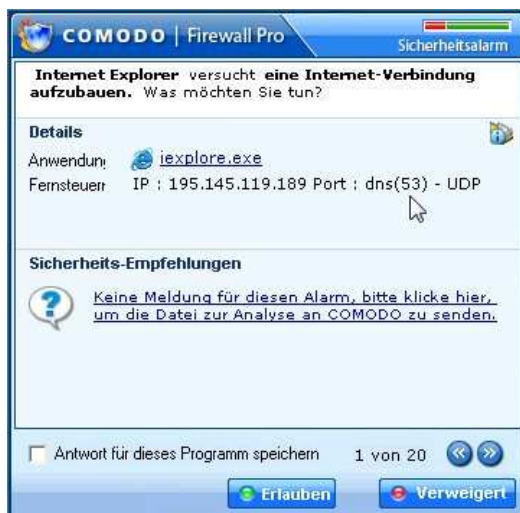 COMODO | Firewall Pro
Sicherheitsalarm
Internet Explorer versucht eine Internet-Verbindung
aufzubauen. Was möchten Sie tun?
Details
Anwendun
iexplore.exe
Fernsteuerr
IP : 195.145.119.189 Port : dns(53) - UDP
Sicherheits-Empfehlungen
Keine Meldung für diesen Alarm, bitte klicke hier,
um die Datei zur Analyse an COMODO zu senden.
Antwort für dieses Programm speichern
1 von 20
Erlauben
Verweigert